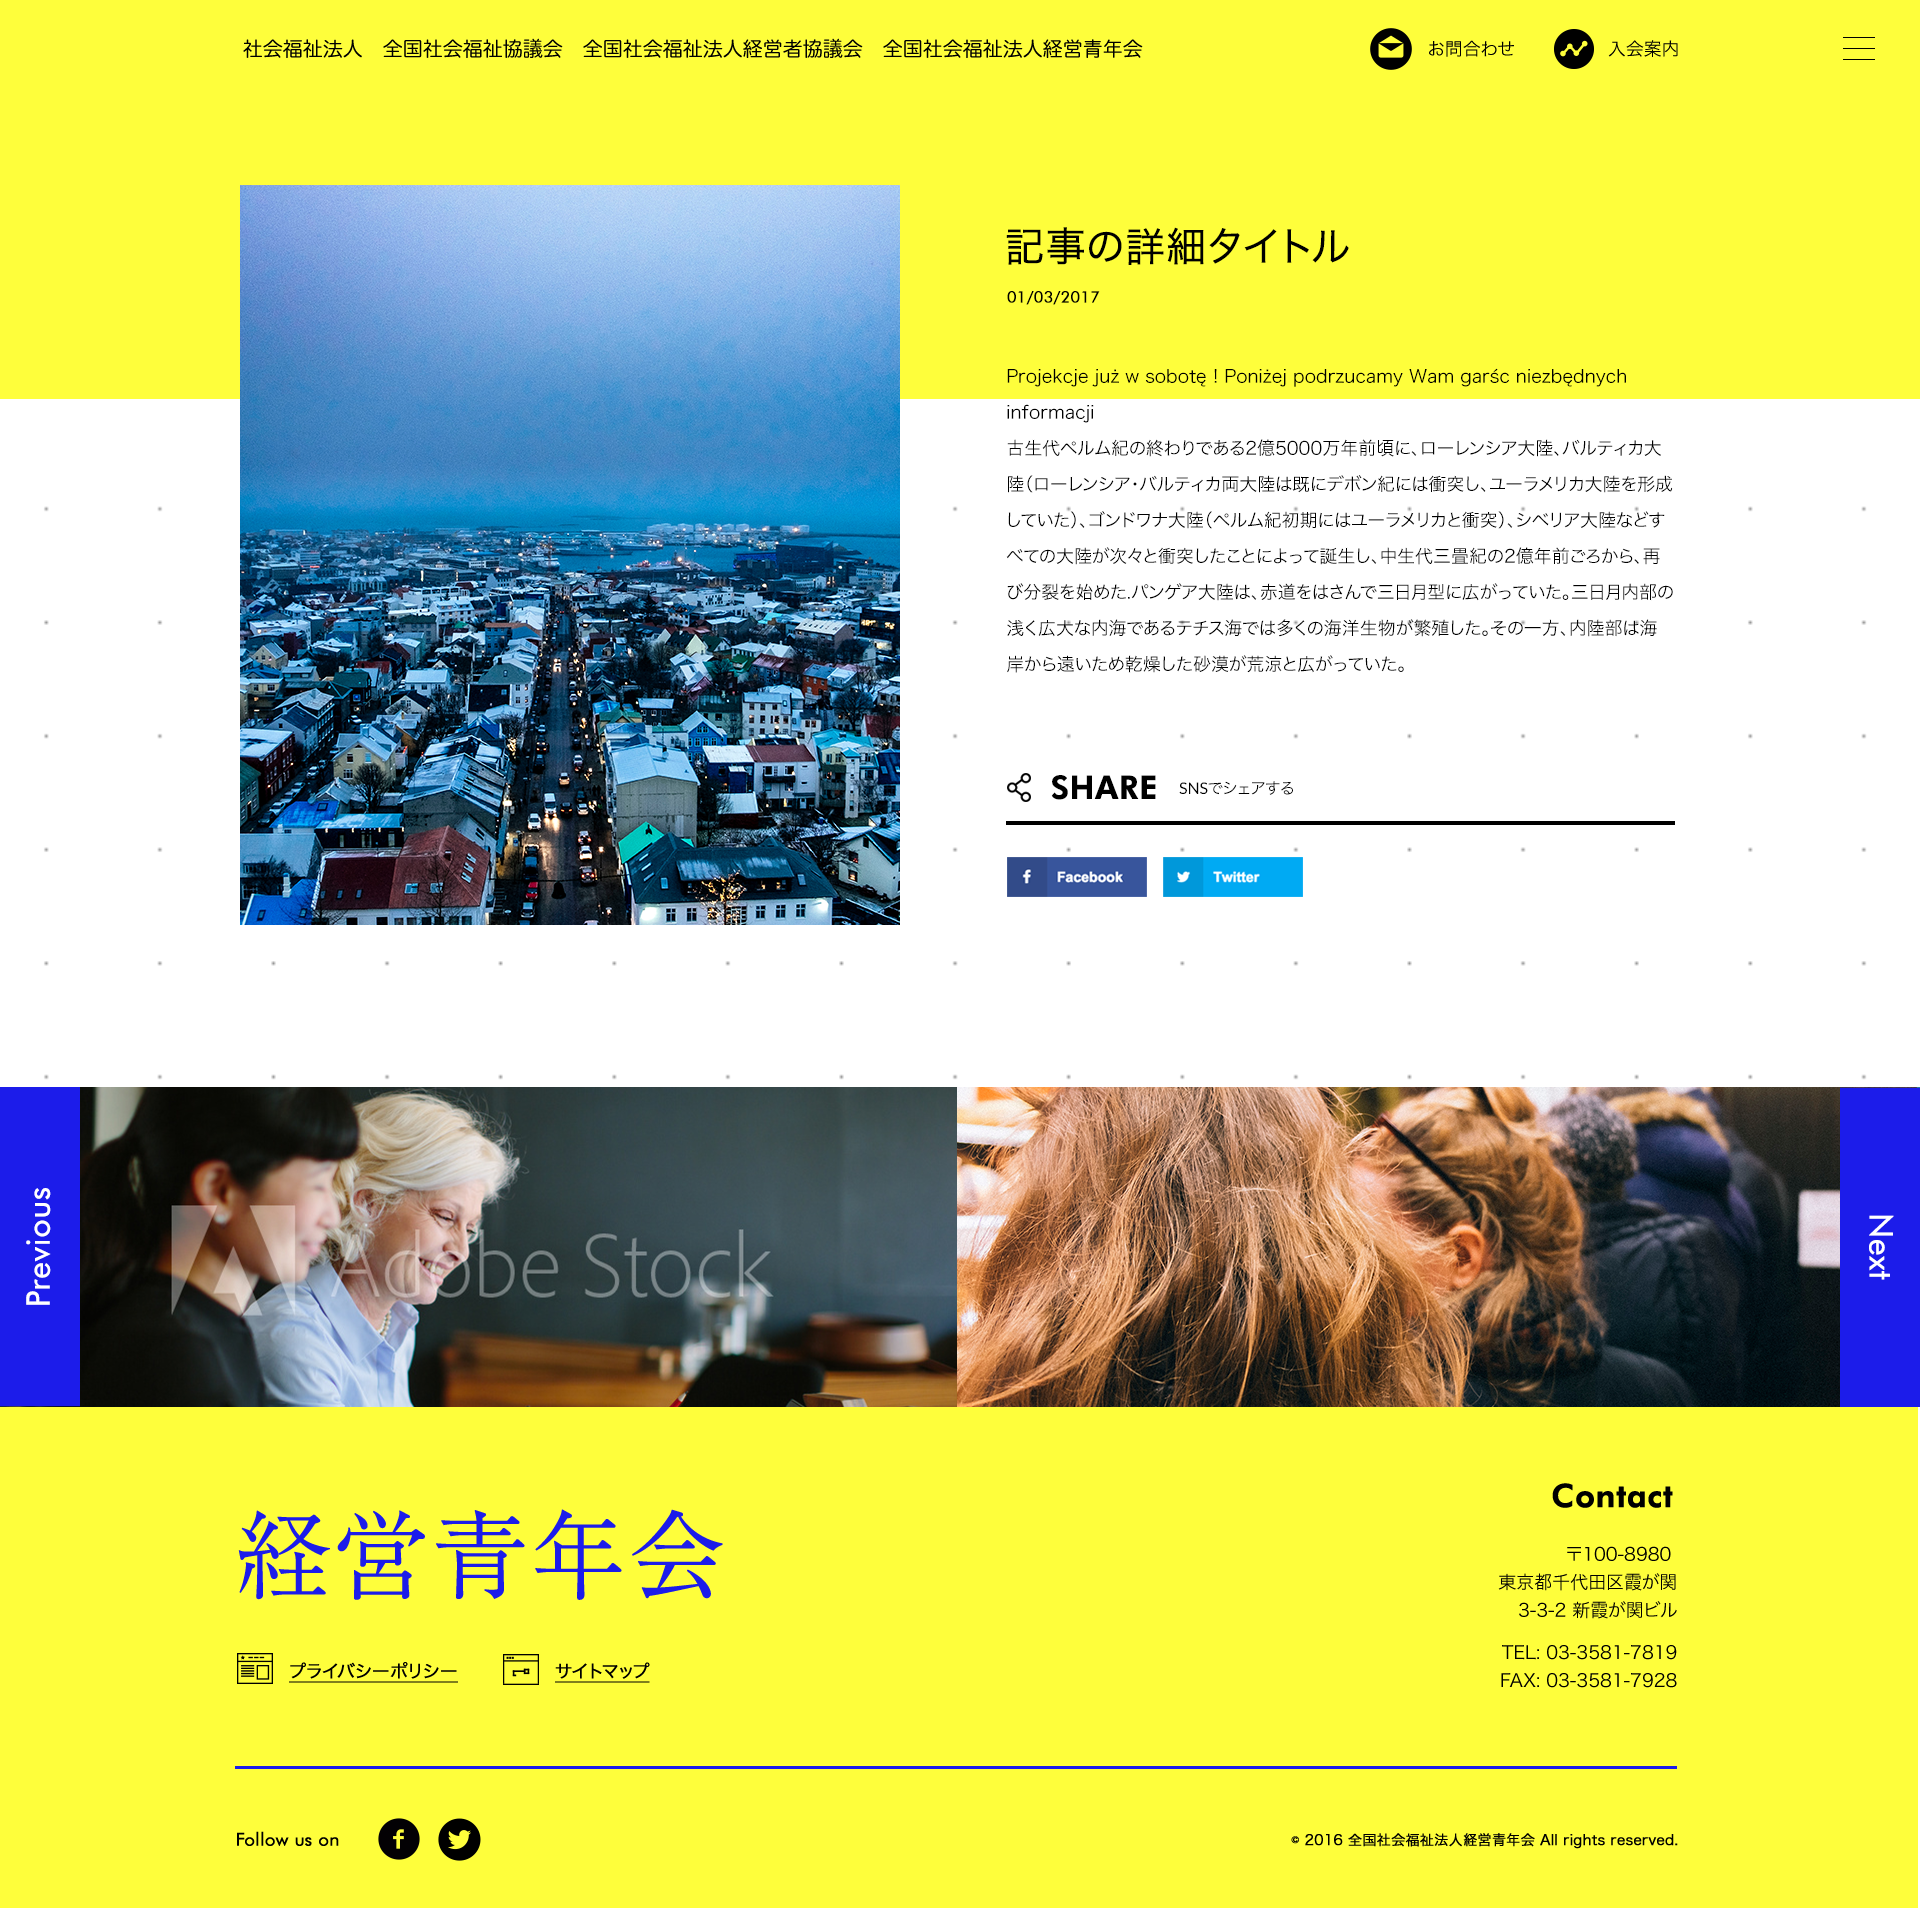 社会福祉法人　全国社会福祉協議会　全国社会福祉法人経営者協議会　全国社会福祉法人経営青年会
お問合わせ
入会案内
記事の詳細タイトル
01/03/2017
Projekcje już w sobotę ! Poniżej podrzucamy Wam garśc niezbędnych
informacji
古生代ペルム紀の終わりである2億5000万年前頃に、ローレンシア大陸、バルティカ大
陸（ローレンシア・バルティカ両大陸は既にデボン紀には衝突し、ユーラメリカ大陸を形成
していた）、ゴンドワナ大陸（ペルム紀初期にはユーラメリカと衝突）、シベリア大陸などす
べての大陸が次々と衝突したことによって誕生し、中生代三畳紀の2億年前ごろから、再
び分裂を始めた.パンゲア大陸は、赤道をはさんで三日月型に広がっていた。三日月内部の
浅く広大な内海であるテチス海では多くの海洋生物が繁殖した。その一方、内陸部は海
岸から遠いため乾燥した砂漠が荒涼と広がっていた。
SHARE SNSでシェアする
Facebook
Twitter
Previous
Adobe Stock
Next
経営青年会
プライバシーポリシー
サイトマップ
Contact
〒100-8980
東京都千代田区霞が関
3-3-2 新霞が関ビル
TEL: 03-3581-7819
FAX: 03-3581-7928
Follow us on
© 2016 全国社会福祉法人経営青年会 All rights reserved.